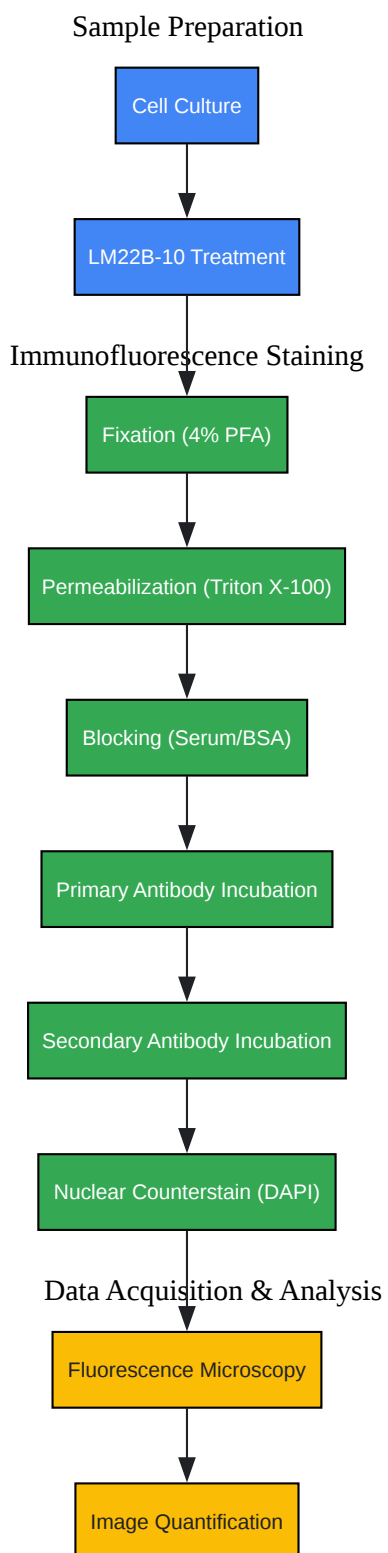 Sample Preparation
Cell Culture
LM22B-10 Treatment
Immunofluorescence Staining
Fixation (4% PFA)
Permeabilization (Triton X-100)
Blocking (Serum/BSA)
Primary Antibody Incubation
Secondary Antibody Incubation
Nuclear Counterstain (DAPI)
Data Acquisition & Analysis
Fluorescence Microscopy
Image Quantification